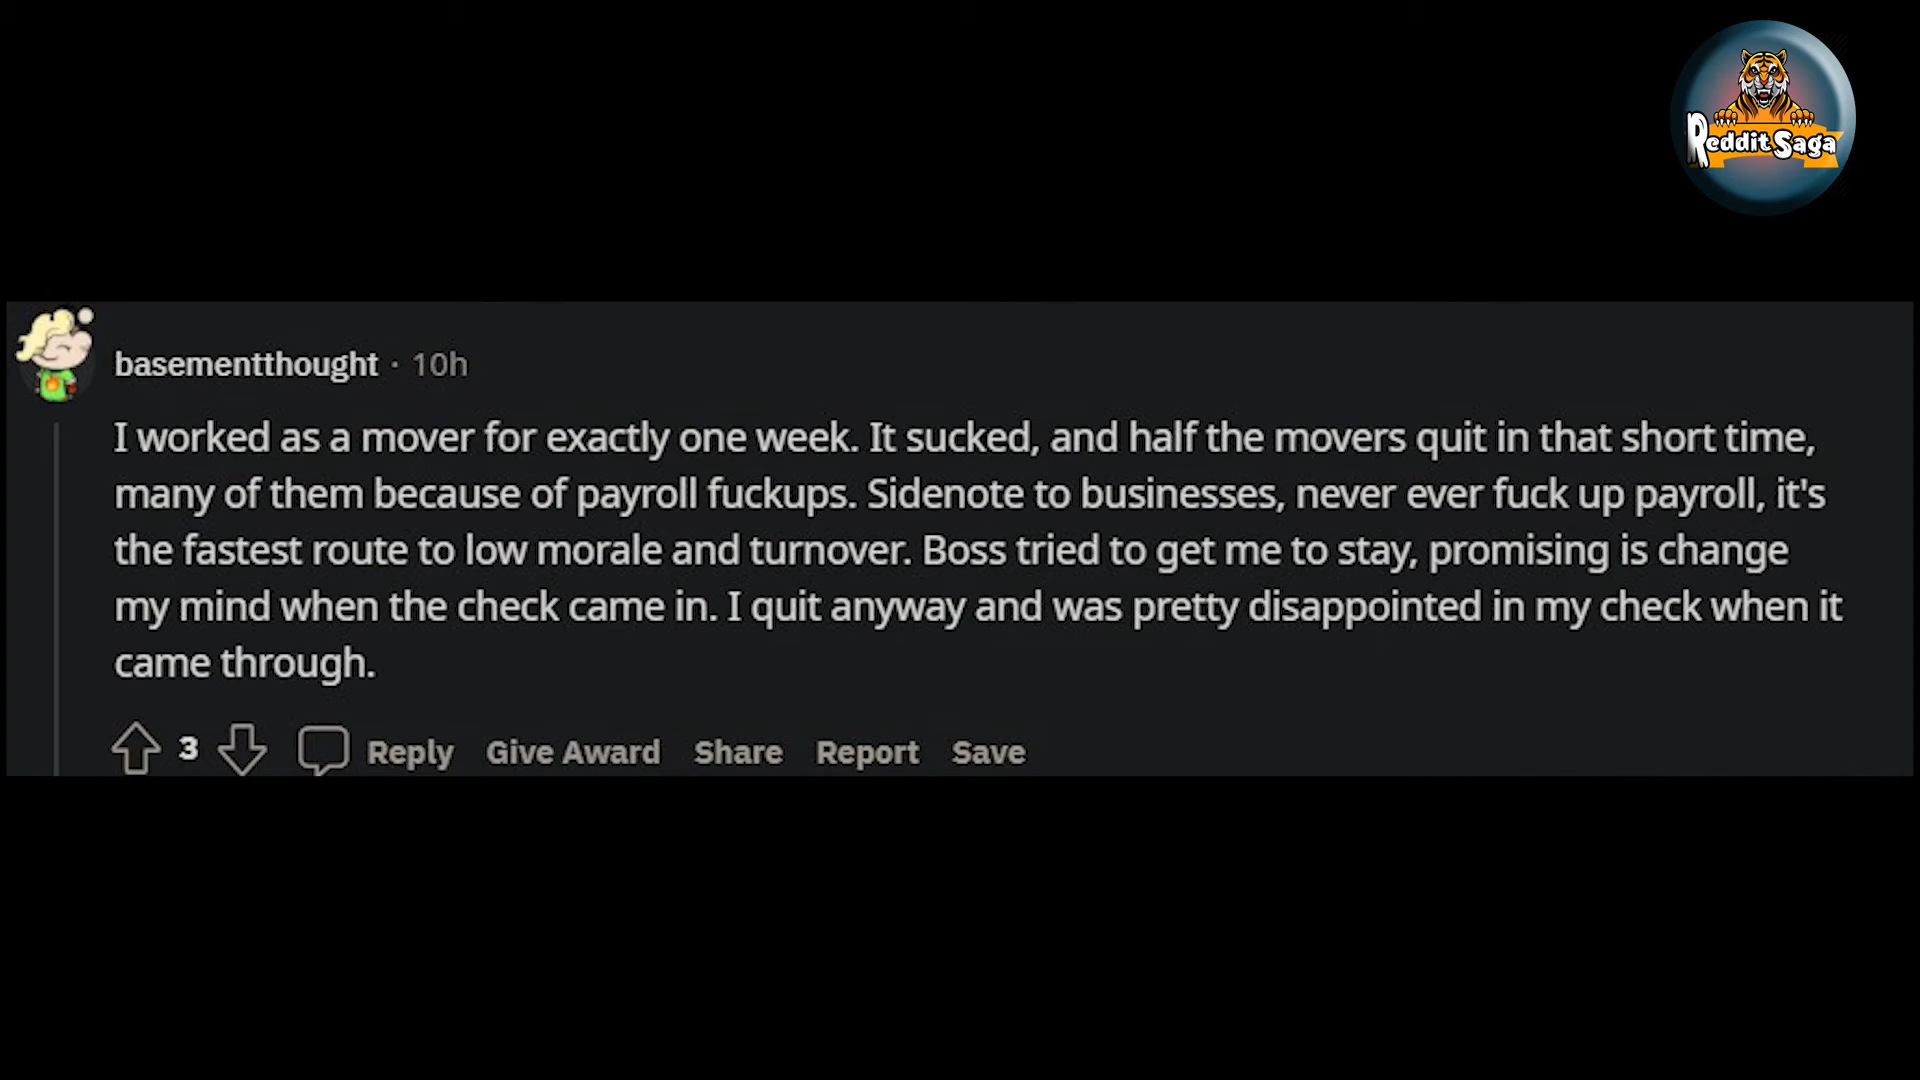 Reddit Saga
basementthought · 10h
I worked as a mover for exactly one week. It sucked, and half the movers quit in that short time,
many of them because of payroll fuckups. Sidenote to businesses, never ever fuck up payroll, it's
the fastest route to low morale and turnover. Boss tried to get me to stay, promising is change
my mind when the check came in. I quit anyway and was pretty disappointed in my check when it
came through.
3 Reply Give Award Share Report Save